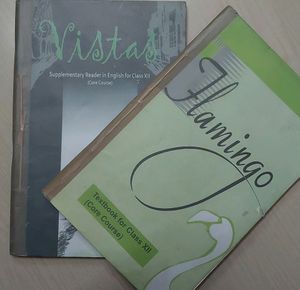 Vistas
Supplementary Reader in English for Class XII
(Core Course)
Flamingo
Textbook for Class XII
(Core Course)